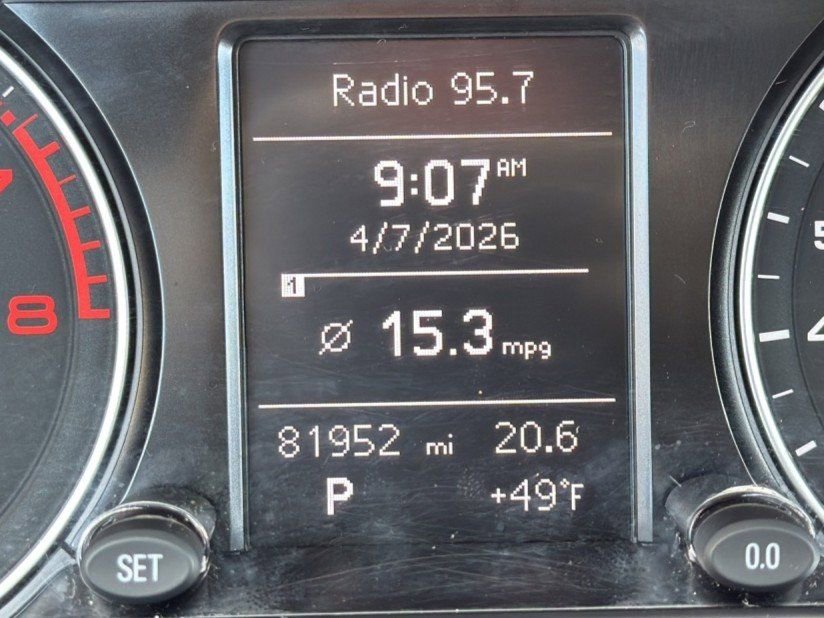 Radio 95.7
9:07 AM
4/7/2026
1
Ø 15.3 mpg
81952 mi 20.6
P +49°F
8
SET
0.0